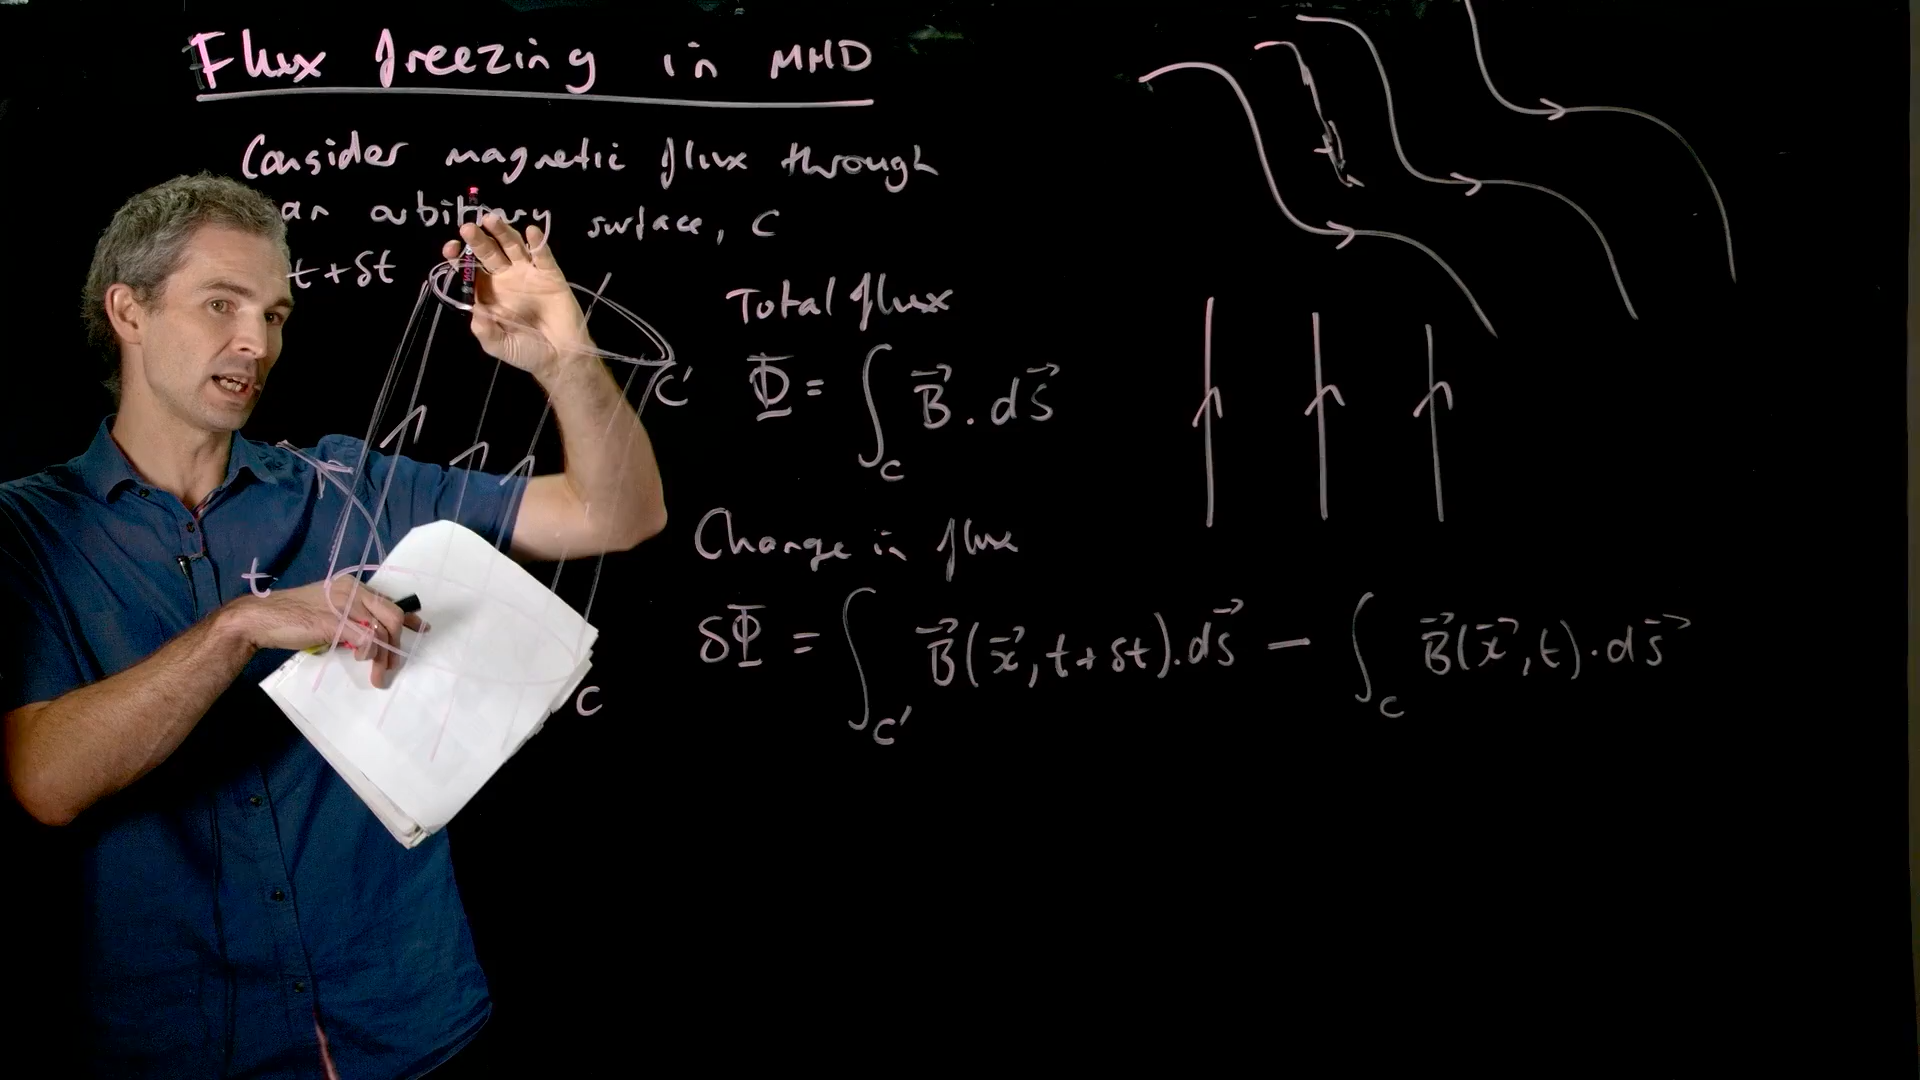 Flux freezing in MHD
Consider magnetic flux through
an arbitrary surface, C
t+δt
C'
t
C
Total flux
Φ = ∫_C B⃗ . dS⃗
Change in flux
δΦ = ∫_C' B⃗(x⃗, t+δt).dS⃗ − ∫_C B⃗(x⃗, t) . dS⃗